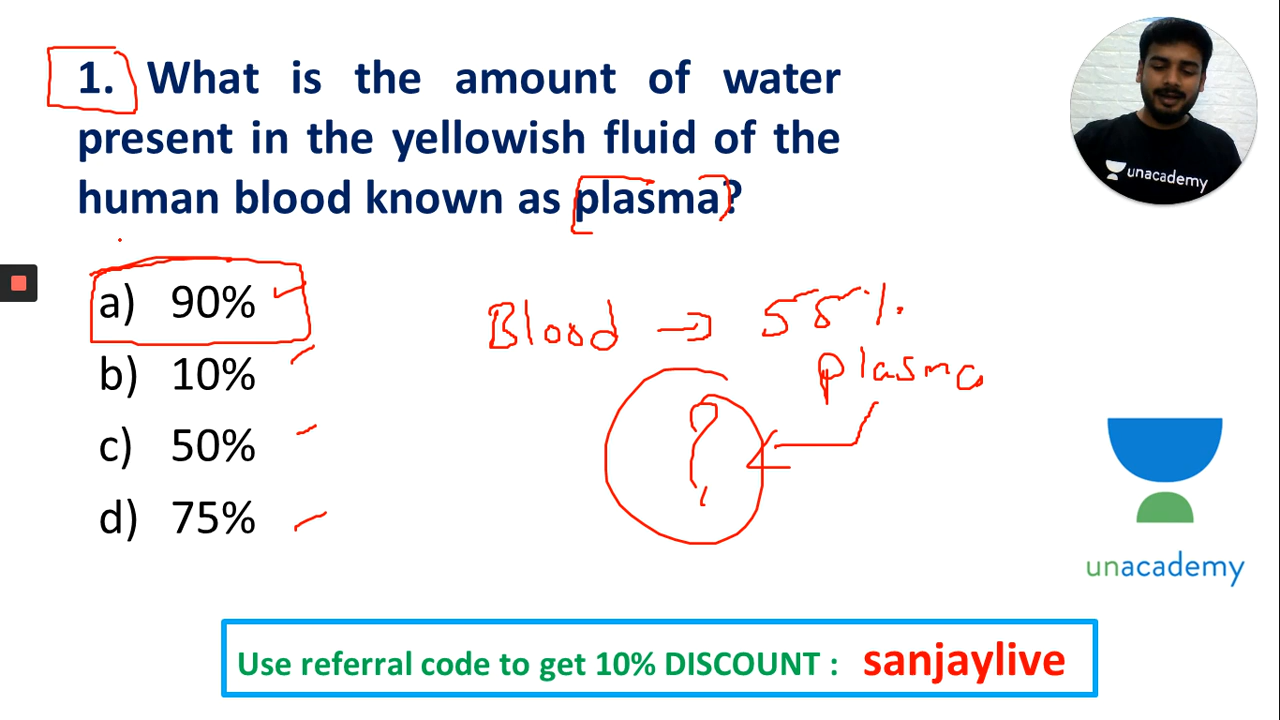 1. What is the amount of water
present in the yellowish fluid of the
human blood known as plasma?
unacademy
a) 90%
b) 10%
c) 50%
d) 75%
Blood → 55%
plasma
?
unacademy
Use referral code to get 10% DISCOUNT : sanjaylive